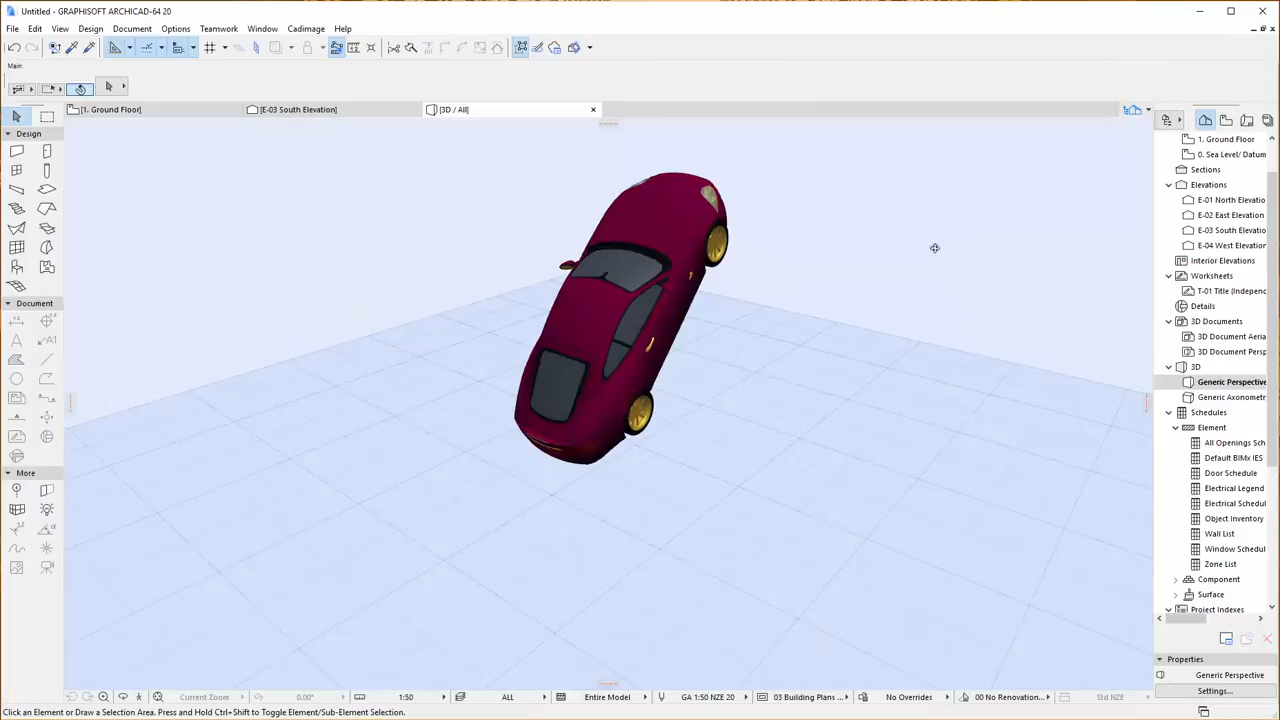 Untitled - GRAPHISOFT ARCHICAD-64 20
File Edit View Design Document Options Teamwork Window Cadimage Help
Main:
[1. Ground Floor]
[E-03 South Elevation]
[3D / All]
Design
Document
More
1. Ground Floor
0. Sea Level/ Datum
Sections
Elevations
E-01 North Elevatio
E-02 East Elevation
E-03 South Elevatio
E-04 West Elevation
Interior Elevations
Worksheets
T-01 Title (Indepenc
Details
3D Documents
3D Document Aeria
3D Document Persp
3D
Generic Perspective
Generic Axonometr
Schedules
Element
All Openings Sch
Default BIMx IES
Door Schedule
Electrical Legend
Electrical Schedul
Object Inventory
Wall List
Window Schedul
Zone List
Component
Surface
Project Indexes
Properties
Generic Perspective
Settings...
Current Zoom
0.00°
1:50
ALL
Entire Model
GA 1:50 NZE 20
03 Building Plans ...
No Overrides
00 No Renovation...
Std NZE
Click an Element or Draw a Selection Area. Press and Hold Ctrl+Shift to Toggle Element/Sub-Element Selection.